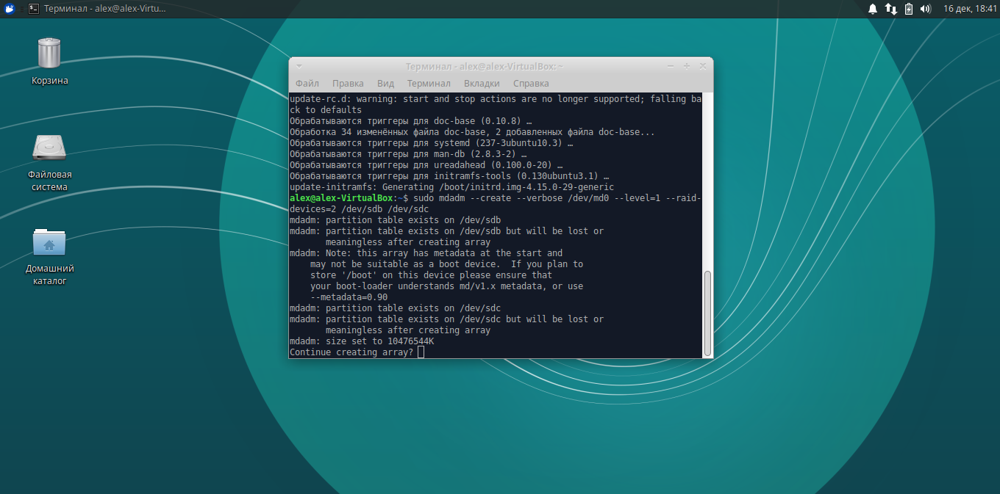 Терминал - alex@alex-Virtu...
16 дек, 18:41
Корзина
Файловая
система
Домашний
каталог
Терминал - alex@alex-VirtualBox: ~
Файл Правка Вид Терминал Вкладки Справка
update-rc.d: warning: start and stop actions are no longer supported; falling ba
ck to defaults
Обрабатываются триггеры для doc-base (0.10.8) …
Обработка 34 изменённых файла doc-base, 2 добавленных файла doc-base...
Обрабатываются триггеры для systemd (237-3ubuntu10.3) …
Обрабатываются триггеры для man-db (2.8.3-2) …
Обрабатываются триггеры для ureadahead (0.100.0-20) …
Обрабатываются триггеры для initramfs-tools (0.130ubuntu3.1) …
update-initramfs: Generating /boot/initrd.img-4.15.0-29-generic
alex@alex-VirtualBox:~$ sudo mdadm --create --verbose /dev/md0 --level=1 --raid-
devices=2 /dev/sdb /dev/sdc
mdadm: partition table exists on /dev/sdb
mdadm: partition table exists on /dev/sdb but will be lost or
meaningless after creating array
mdadm: Note: this array has metadata at the start and
may not be suitable as a boot device.  If you plan to
store '/boot' on this device please ensure that
your boot-loader understands md/v1.x metadata, or use
--metadata=0.90
mdadm: partition table exists on /dev/sdc
mdadm: partition table exists on /dev/sdc but will be lost or
meaningless after creating array
mdadm: size set to 10476544K
Continue creating array?